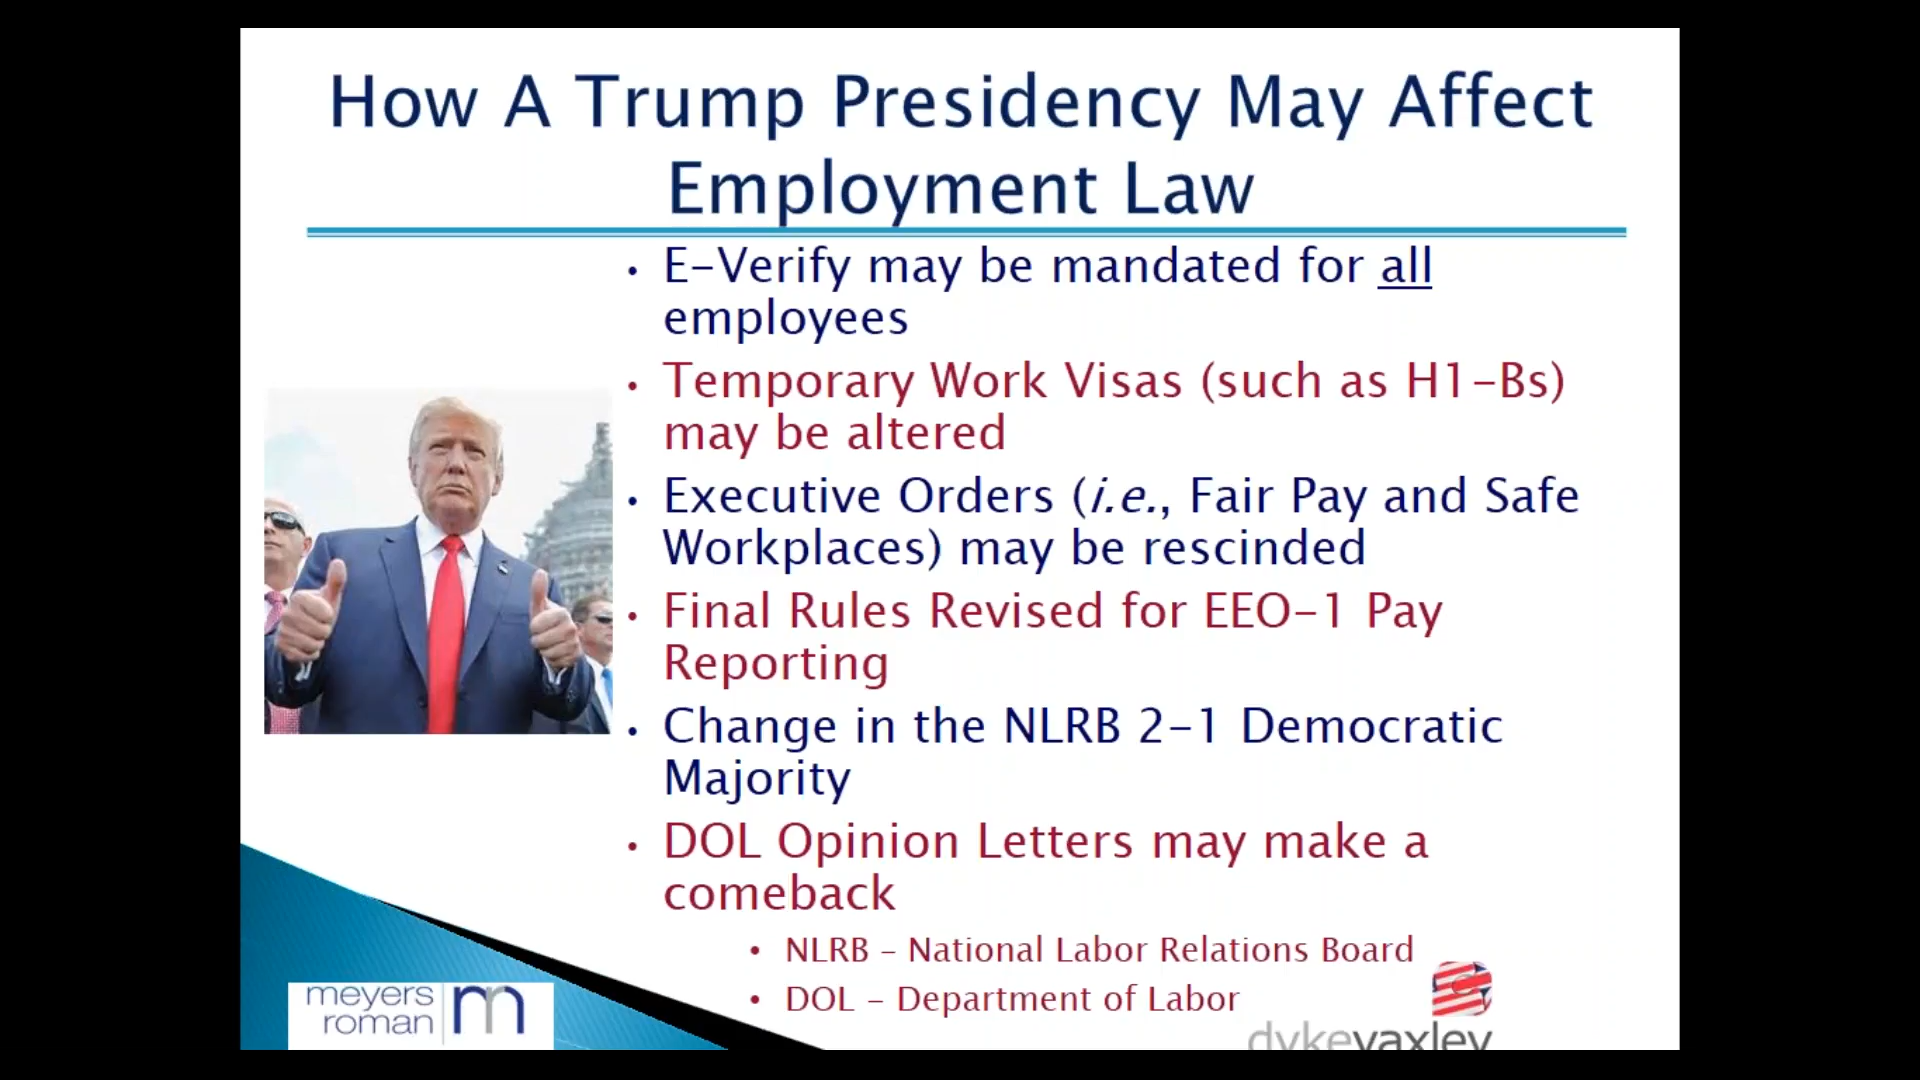 How A Trump Presidency May Affect
Employment Law
• E-Verify may be mandated for all
employees
• Temporary Work Visas (such as H1-Bs)
may be altered
• Executive Orders (i.e., Fair Pay and Safe
Workplaces) may be rescinded
• Final Rules Revised for EEO-1 Pay
Reporting
• Change in the NLRB 2-1 Democratic
Majority
• DOL Opinion Letters may make a
comeback
• NLRB – National Labor Relations Board
• DOL – Department of Labor
meyers
roman
m
dykeyaxley